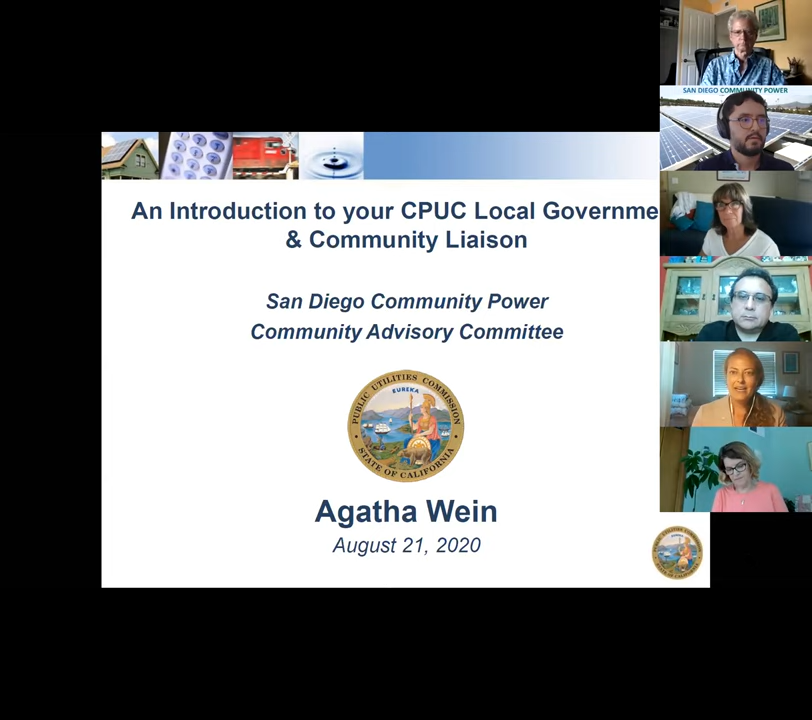 SAN DIEGO COMMUNITY POWER
An Introduction to your CPUC Local Governme
& Community Liaison
San Diego Community Power
Community Advisory Committee
PUBLIC UTILITIES COMMISSION
EUREKA
STATE OF CALIFORNIA
Agatha Wein
August 21, 2020